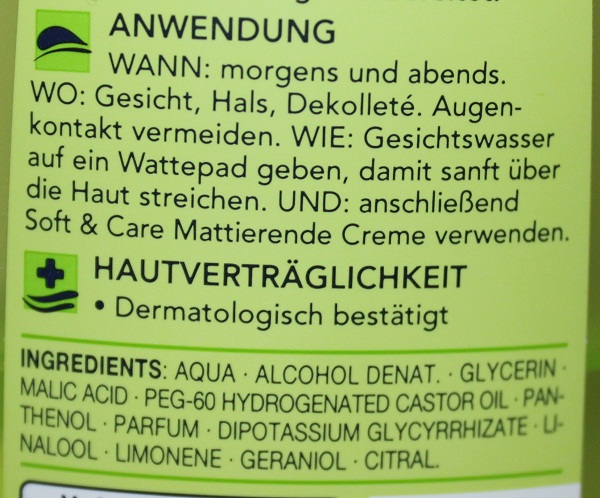 ANWENDUNG
WANN: morgens und abends.
WO: Gesicht, Hals, Dekolleté. Augen-
kontakt vermeiden. WIE: Gesichtswasser
auf ein Wattepad geben, damit sanft über
die Haut streichen. UND: anschließend
Soft & Care Mattierende Creme verwenden.
HAUTVERTRÄGLICHKEIT
• Dermatologisch bestätigt
INGREDIENTS: AQUA · ALCOHOL DENAT. · GLYCERIN ·
MALIC ACID · PEG-60 HYDROGENATED CASTOR OIL · PAN-
THENOL · PARFUM · DIPOTASSIUM GLYCYRRHIZATE · LI-
NALOOL · LIMONENE · GERANIOL · CITRAL.